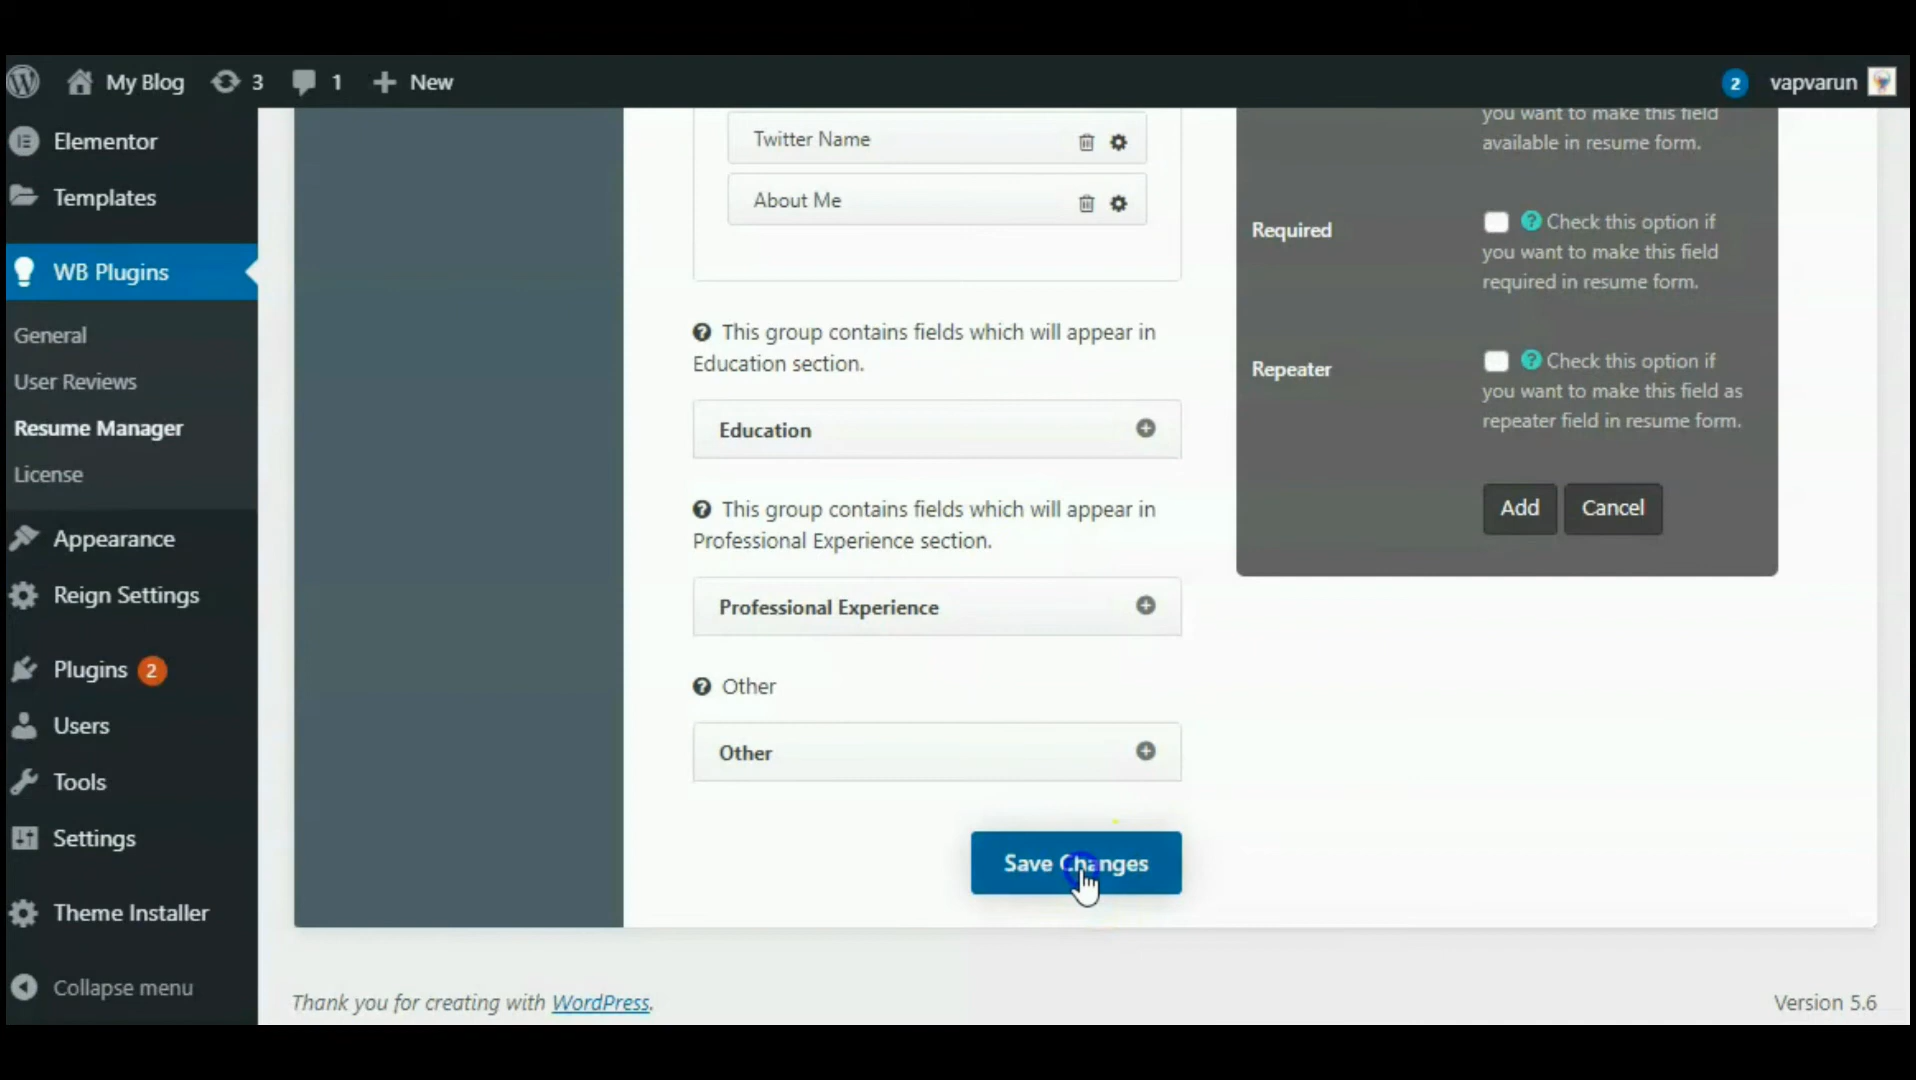 My Blog 3 1 New 2 vapvarun
Elementor
Templates
WB Plugins
General
User Reviews
Resume Manager
License
Appearance
Reign Settings
Plugins 2
Users
Tools
Settings
Theme Installer
Collapse menu
Twitter Name
About Me
This group contains fields which will appear in
Education section.
Education
This group contains fields which will appear in
Professional Experience section.
Professional Experience
Other
Other
Save Changes
you want to make this field
available in resume form.
Required
Check this option if
you want to make this field
required in resume form.
Repeater
Check this option if
you want to make this field as
repeater field in resume form.
Add Cancel
Thank you for creating with WordPress.
Version 5.6